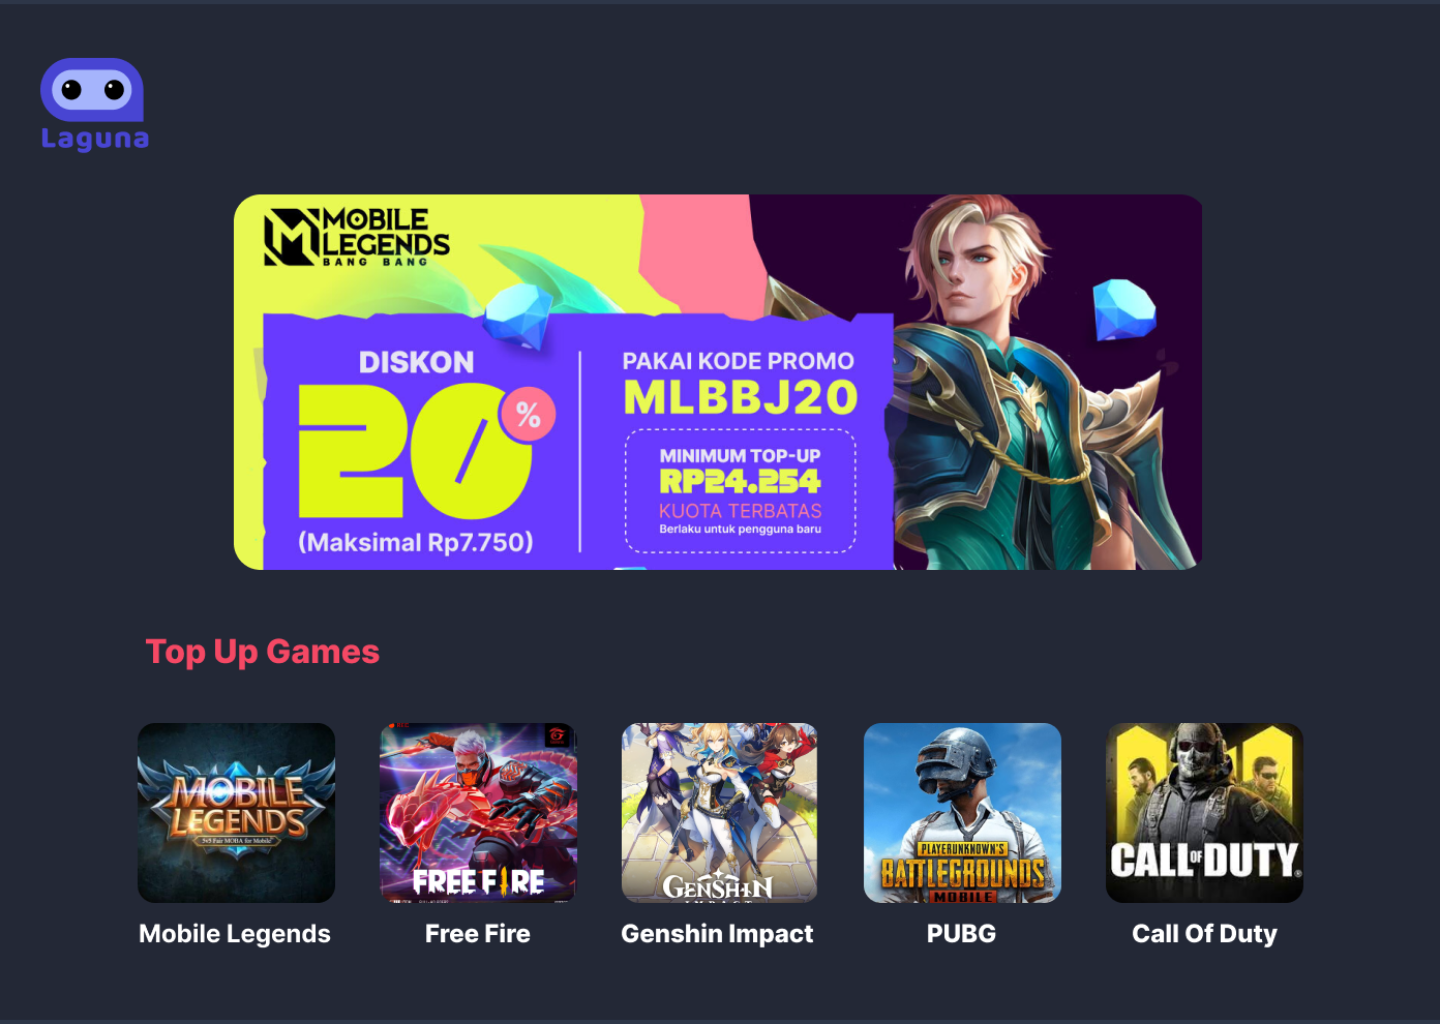 Laguna
MOBILE
LEGENDS
BANG BANG
DISKON
20%
(Maksimal Rp7.750)
PAKAI KODE PROMO
MLBBJ20
MINIMUM TOP-UP
RP24.254
KUOTA TERBATAS
Berlaku untuk pengguna baru
Top Up Games
MOBILE
LEGENDS
5v5 Fair MOBA for Mobile
FREE FIRE
GENSHIN
IMPACT
PLAYERUNKNOWN'S
BATTLEGROUNDS
MOBILE
CALL OF DUTY®
Mobile Legends
Free Fire
Genshin Impact
PUBG
Call Of Duty